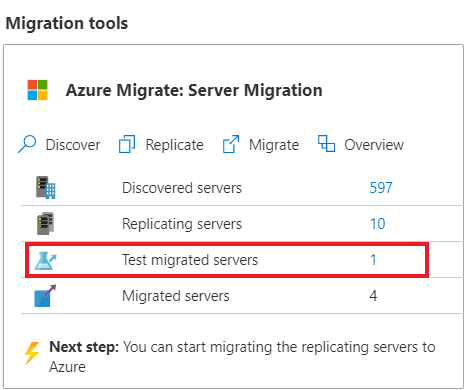 Migration tools
Azure Migrate: Server Migration
Discover Replicate Migrate Overview
Discovered servers 597
Replicating servers 10
Test migrated servers 1
Migrated servers 4
Next step: You can start migrating the replicating servers to
Azure